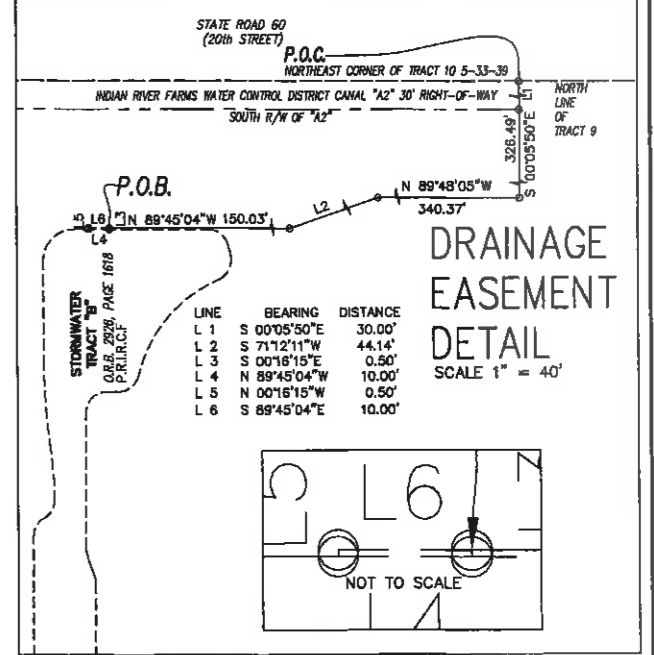 STATE ROAD 60
(20th STREET)
P.O.C.
NORTHEAST CORNER OF TRACT 10 5-33-39
INDIAN RIVER FARMS WATER CONTROL DISTRICT CANAL "A2" 30' RIGHT-OF-WAY
SOUTH R/W OF "A2"
L1
NORTH
LINE
OF
TRACT 9
326.49'
S 00°05'50"E
N 89°48'05"W
340.37'
L2
P.O.B.
N 89°45'04"W 150.03'
L5
L6
L3
L4
STORMWATER
TRACT "B"
O.R.B. 2928, PAGE 1618
P.R.I.R.C.F
DRAINAGE
EASEMENT
DETAIL
SCALE 1" = 40'
LINE BEARING DISTANCE
L 1 S 00°05'50"E 30.00'
L 2 S 71°12'11"W 44.14'
L 3 S 00°16'15"E 0.50'
L 4 N 89°45'04"W 10.00'
L 5 N 00°16'15"W 0.50'
L 6 S 89°45'04"E 10.00'
L5
L6
NOT TO SCALE